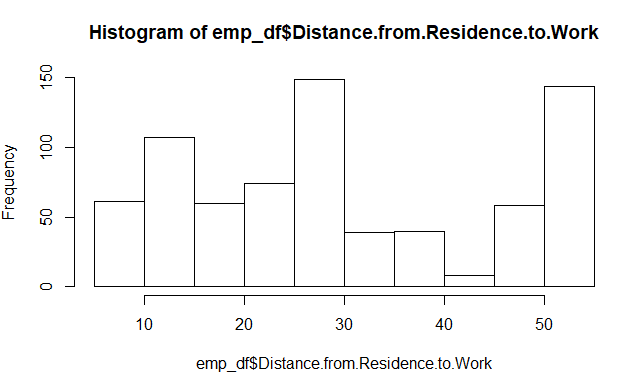 Histogram of emp_df$Distance.from.Residence.to.Work
Frequency
150
100
50
0
10 20 30 40 50
emp_df$Distance.from.Residence.to.Work